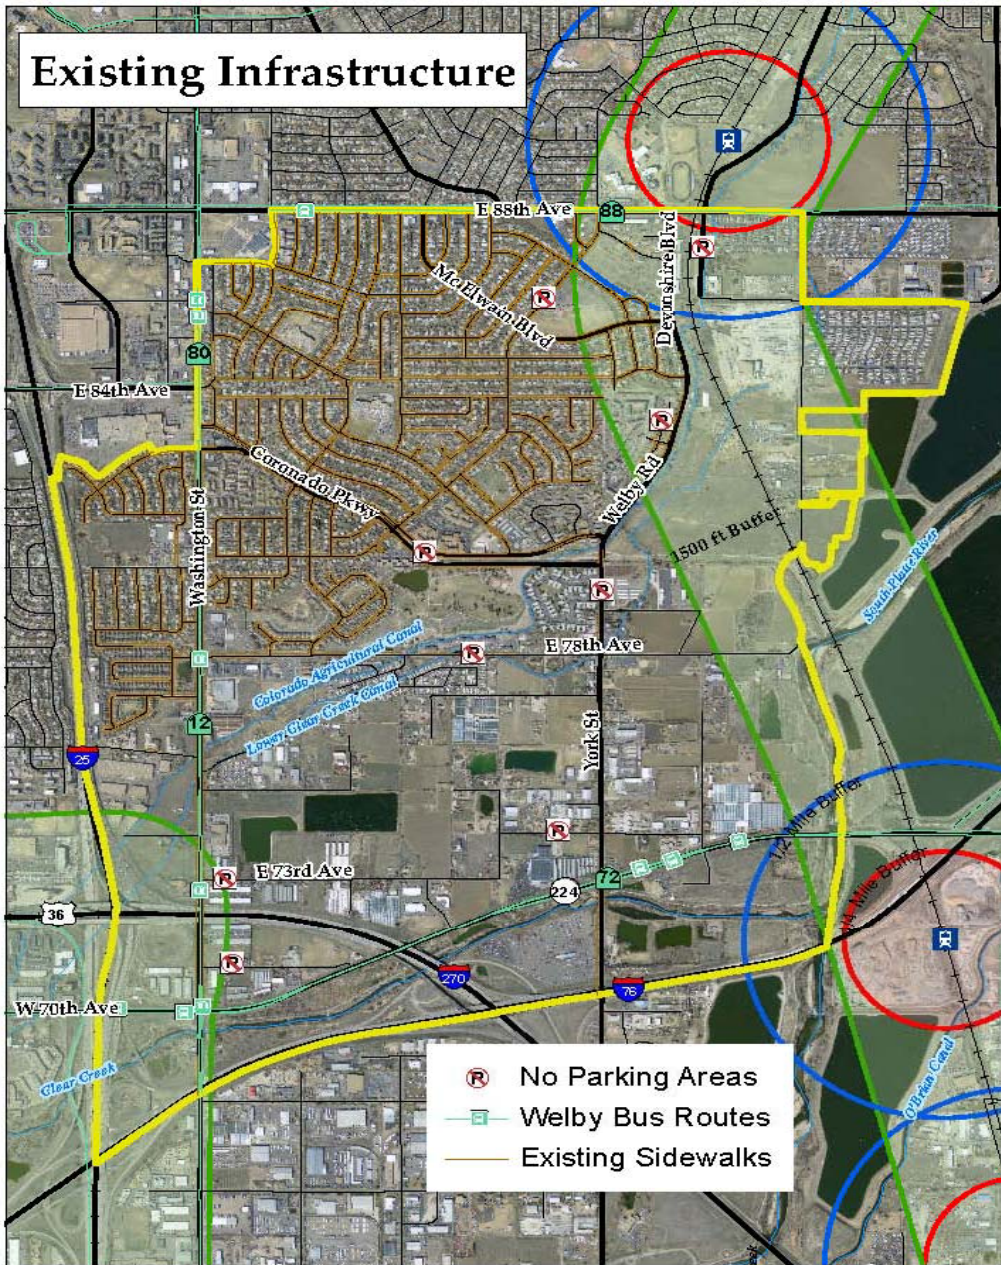 Existing Infrastructure
E 88th Ave
88
Devonshire Blvd
McElwain Blvd
80
E 84th Ave
Coronado Pkwy
Welby Rd
Washington St
1500 ft Buffer
South Platte River
E 78th Ave
Colorado Agricultural Canal
Lower Clear Creek Canal
12
York St
25
1/2 Mile Buffer
1/4 Mile Buffer
E 73rd Ave
72
224
36
270
76
W 70th Ave
Clear Creek
O'Brian Canal
No Parking Areas
Welby Bus Routes
Existing Sidewalks